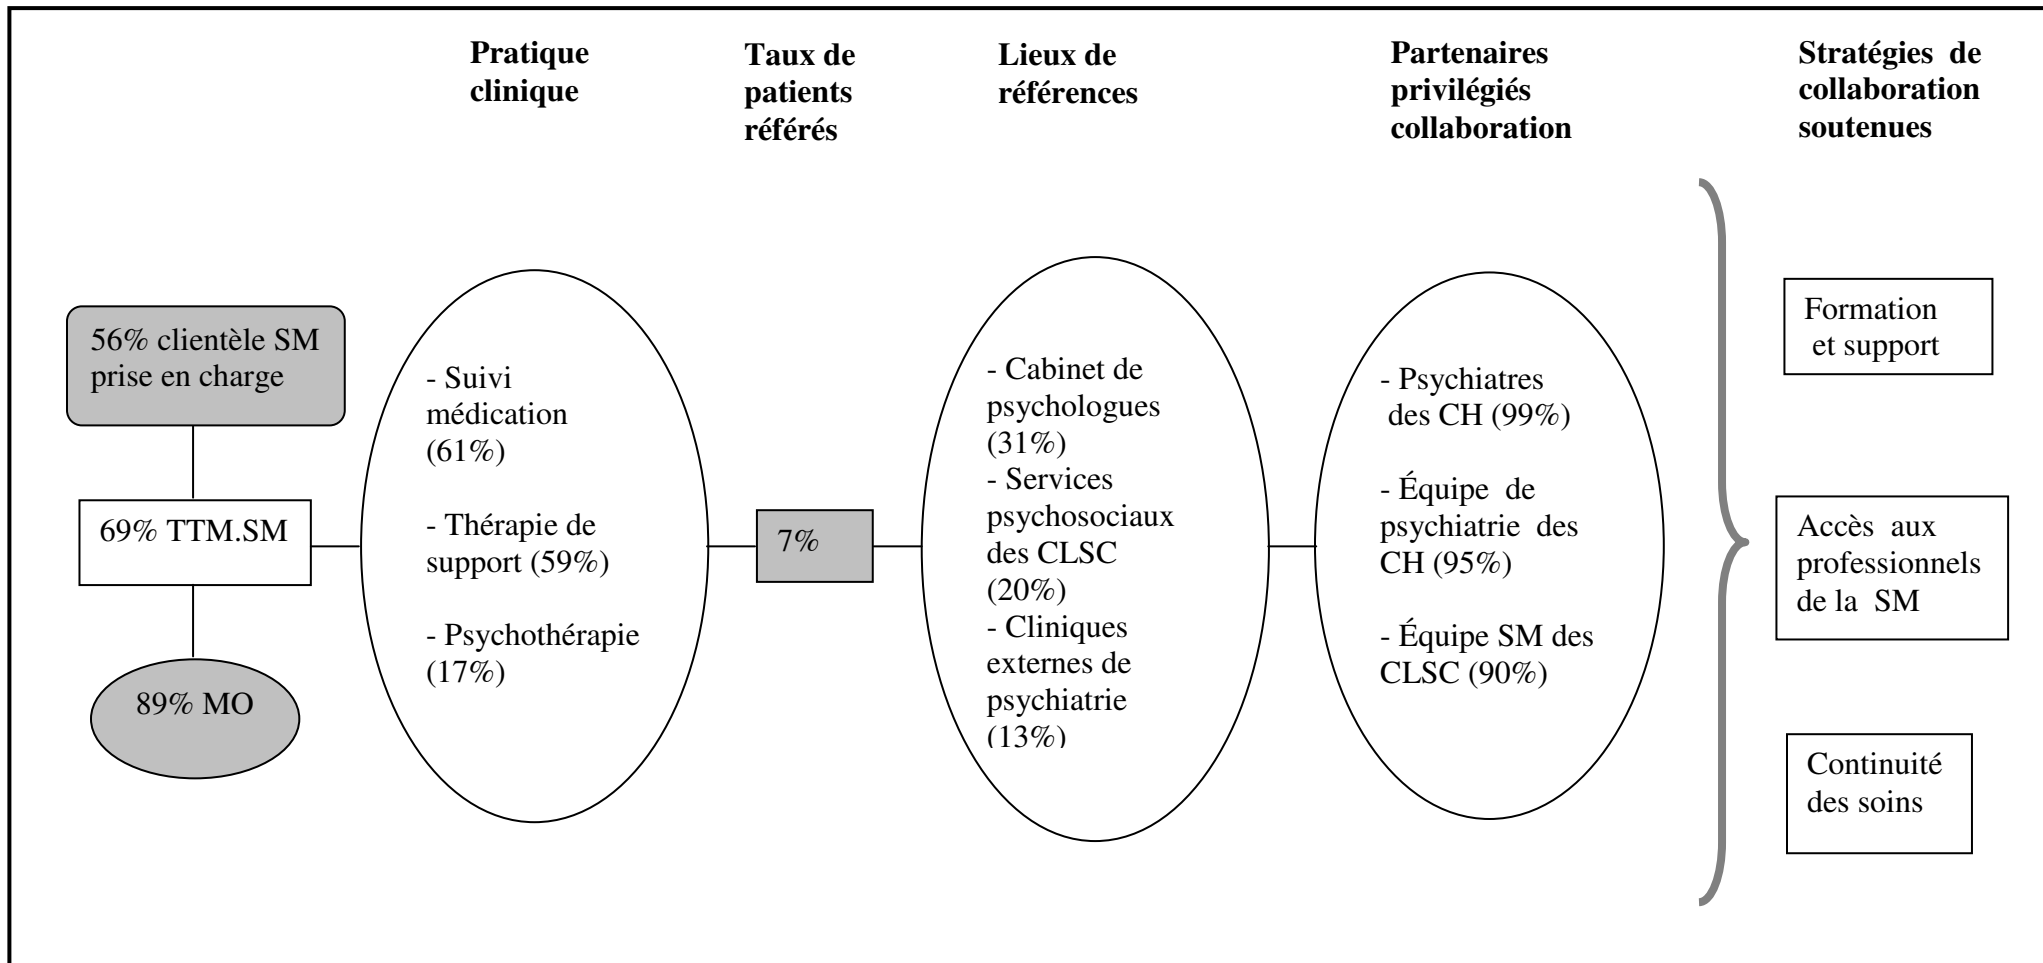 Pratique
clinique
Taux de
patients
référés
Lieux de
références
Partenaires
privilégiés
collaboration
Stratégies de
collaboration
soutenues
56% clientèle SM
prise en charge
69% TTM.SM
89% MO
- Suivi
médication
(61%)
- Thérapie de
support (59%)
- Psychothérapie
(17%)
7%
- Cabinet de
psychologues
(31%)
- Services
psychosociaux
des CLSC
(20%)
- Cliniques
externes de
psychiatrie
(13%)
- Psychiatres
des CH (99%)
- Équipe de
psychiatrie des
CH (95%)
- Équipe SM des
CLSC (90%)
Formation
et support
Accès aux
professionnels
de la SM
Continuité
des soins